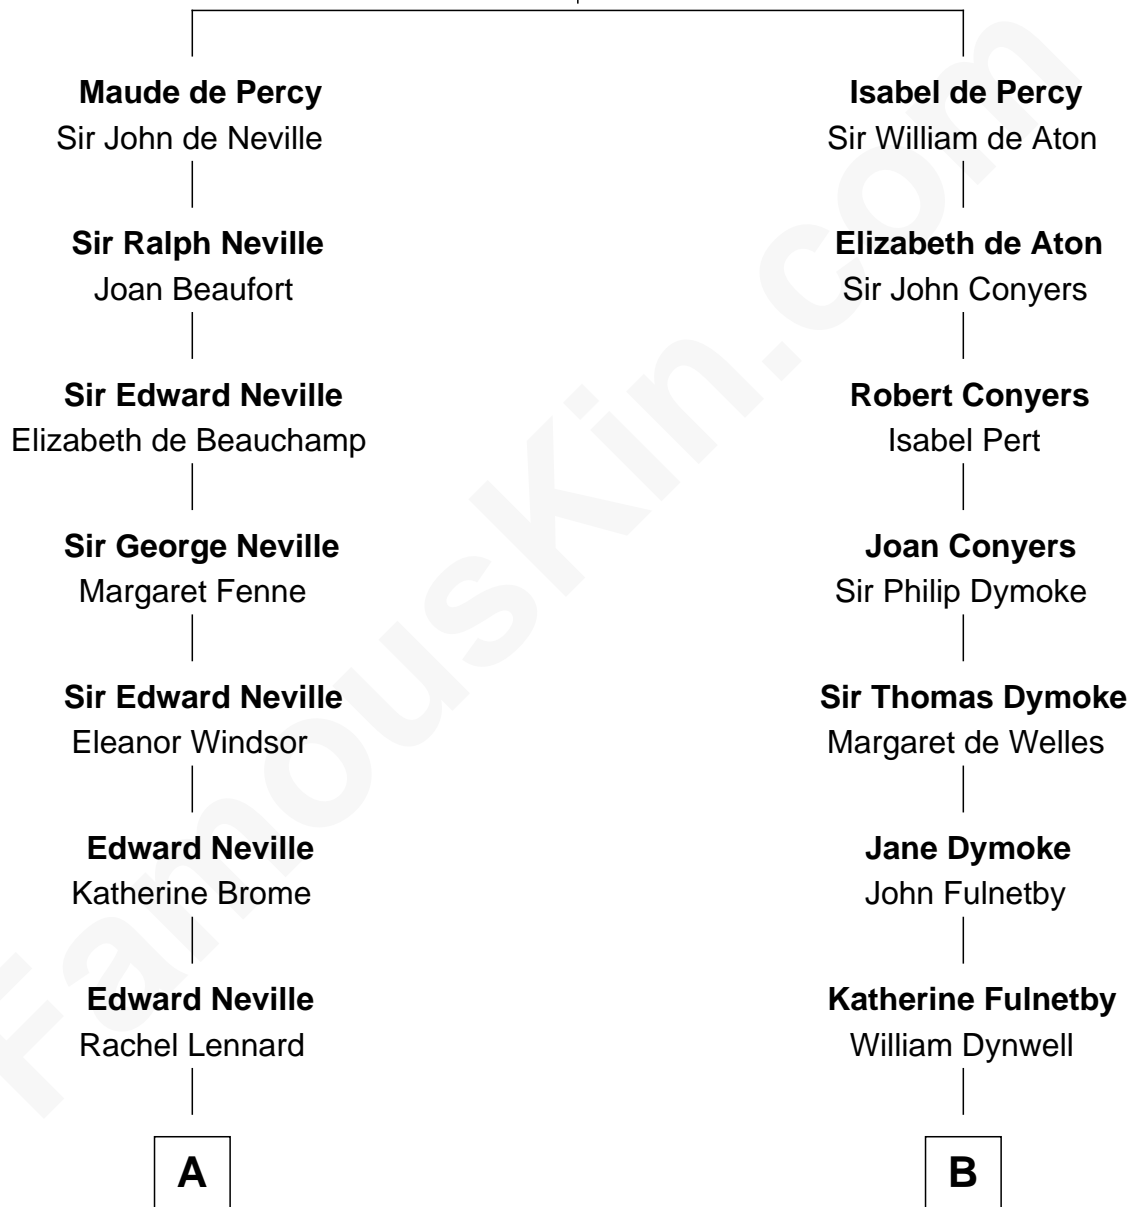 Maude de Percy
Sir John de Neville
Sir Ralph Neville
Joan Beaufort
Sir Edward Neville
Elizabeth de Beauchamp
Sir George Neville
Margaret Fenne
Sir Edward Neville
Eleanor Windsor
Edward Neville
Katherine Brome
Edward Neville
Rachel Lennard
A
Isabel de Percy
Sir William de Aton
Elizabeth de Aton
Sir John Conyers
Robert Conyers
Isabel Pert
Joan Conyers
Sir Philip Dymoke
Sir Thomas Dymoke
Margaret de Welles
Jane Dymoke
John Fulnetby
Katherine Fulnetby
William Dynwell
B
FamousKin.com